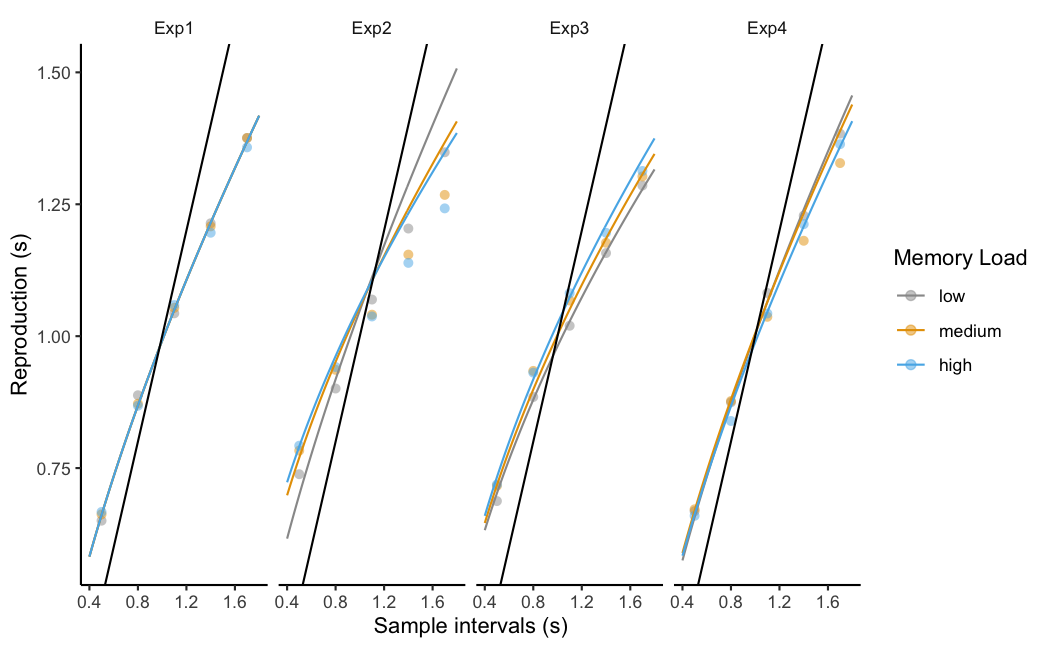 Exp1 Exp2 Exp3 Exp4
1.50
1.25
1.00
0.75
Reproduction (s)
0.4 0.8 1.2 1.6 0.4 0.8 1.2 1.6 0.4 0.8 1.2 1.6 0.4 0.8 1.2 1.6
Sample intervals (s)
Memory Load
low
medium
high